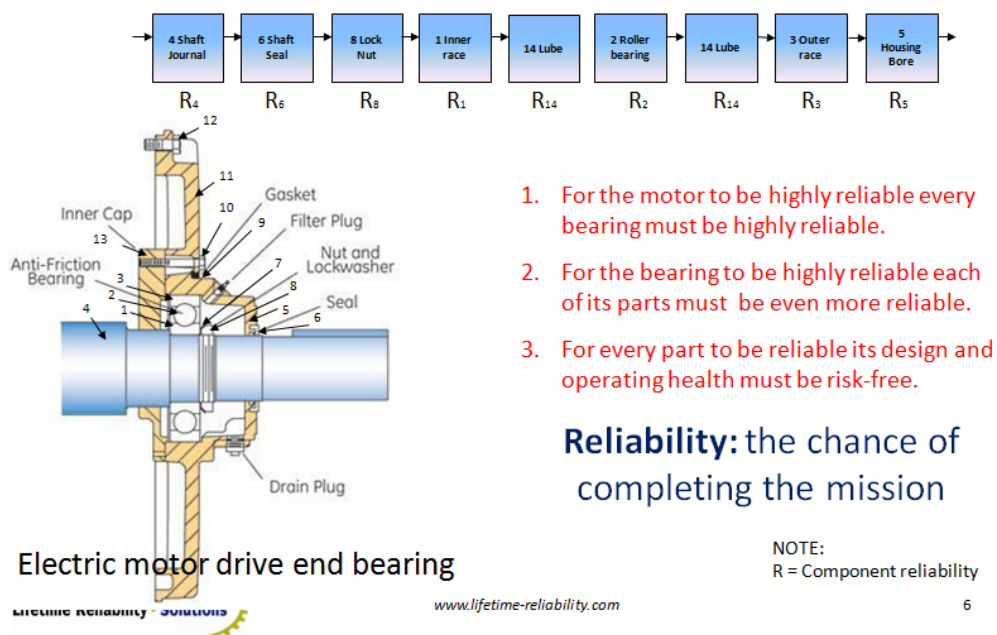 4 Shaft
Journal
6 Shaft
Seal
8 Lock
Nut
1 Inner
race
14 Lube
2 Roller
bearing
14 Lube
3 Outer
race
5
Housing
Bore
R4
R6
R8
R1
R14
R2
R14
R3
R5
12
11
10
Gasket
9
Filter Plug
Inner Cap
13
7
Nut and
Lockwasher
Anti-Friction
Bearing
3
8
Seal
2
5
6
4
1
Drain Plug
1. For the motor to be highly reliable every
bearing must be highly reliable.
2. For the bearing to be highly reliable each
of its parts must be even more reliable.
3. For every part to be reliable its design and
operating health must be risk-free.
Reliability: the chance of
completing the mission
Electric motor drive end bearing
NOTE:
R = Component reliability
Lifetime Reliability - Solutions
www.lifetime-reliability.com
6